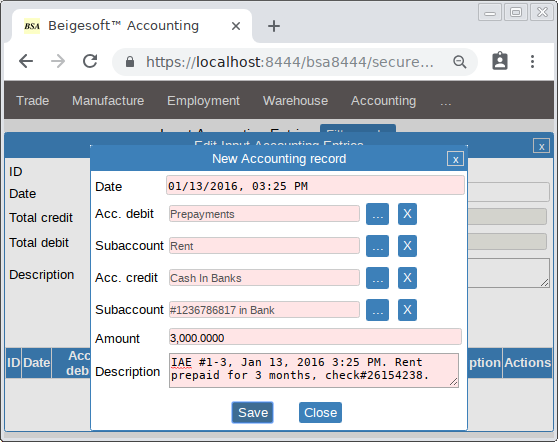 BSA Beigesoft™ Accounting
https://localhost:8444/bsa8444/secure...
Trade Manufacture Employment Warehouse Accounting ...
Edit Input Accounting Entries x
New Accounting record x
ID
Date
Total credit
Total debit
Description
Date 01/13/2016, 03:25 PM
Acc. debit Prepayments ... X
Subaccount Rent ... X
Acc. credit Cash In Banks ... X
Subaccount #1236786817 in Bank ... X
Amount 3,000.0000
Description IAE #1-3, Jan 13, 2016 3:25 PM. Rent
prepaid for 3 months, check#26154238.
ID Date Acc debi ption Actions
Save Close